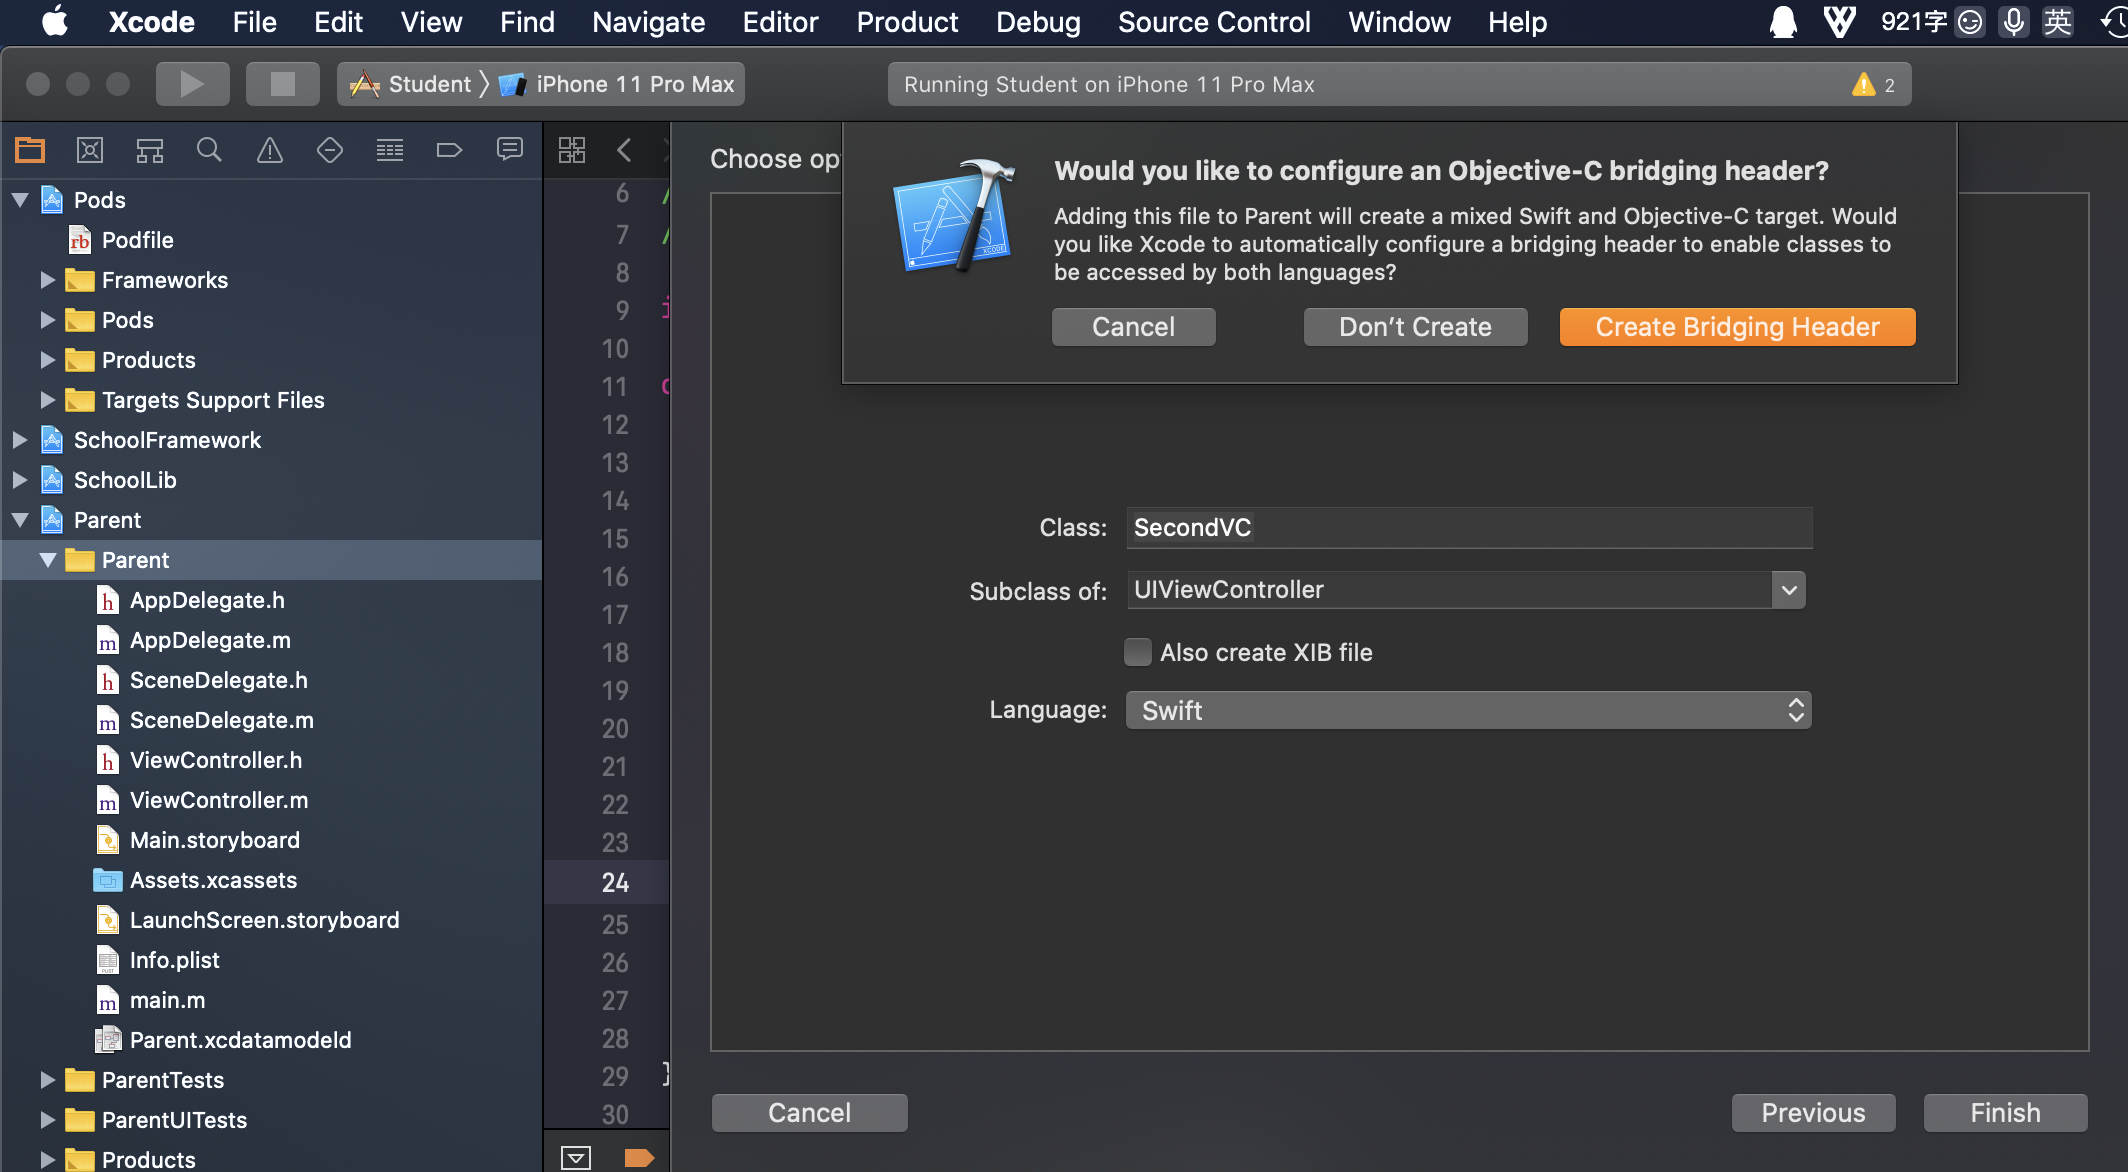 Xcode File Edit View Find Navigate Editor Product Debug Source Control Window Help 921字 英
Student iPhone 11 Pro Max
Running Student on iPhone 11 Pro Max
2
Pods
rb Podfile
Frameworks
Pods
Products
Targets Support Files
SchoolFramework
SchoolLib
Parent
Parent
h AppDelegate.h
m AppDelegate.m
h SceneDelegate.h
m SceneDelegate.m
h ViewController.h
m ViewController.m
Main.storyboard
Assets.xcassets
LaunchScreen.storyboard
Info.plist
m main.m
Parent.xcdatamodeld
ParentTests
ParentUITests
Products
6
7
8
9
10
11
12
13
14
15
16
17
18
19
20
21
22
23
24
25
26
27
28
29 }
30
Choose
Would you like to configure an Objective-C bridging header?
Adding this file to Parent will create a mixed Swift and Objective-C target. Would
you like Xcode to automatically configure a bridging header to enable classes to
be accessed by both languages?
Cancel
Don’t Create
Create Bridging Header
Class: SecondVC
Subclass of: UIViewController
Also create XIB file
Language: Swift
Cancel
Previous
Finish